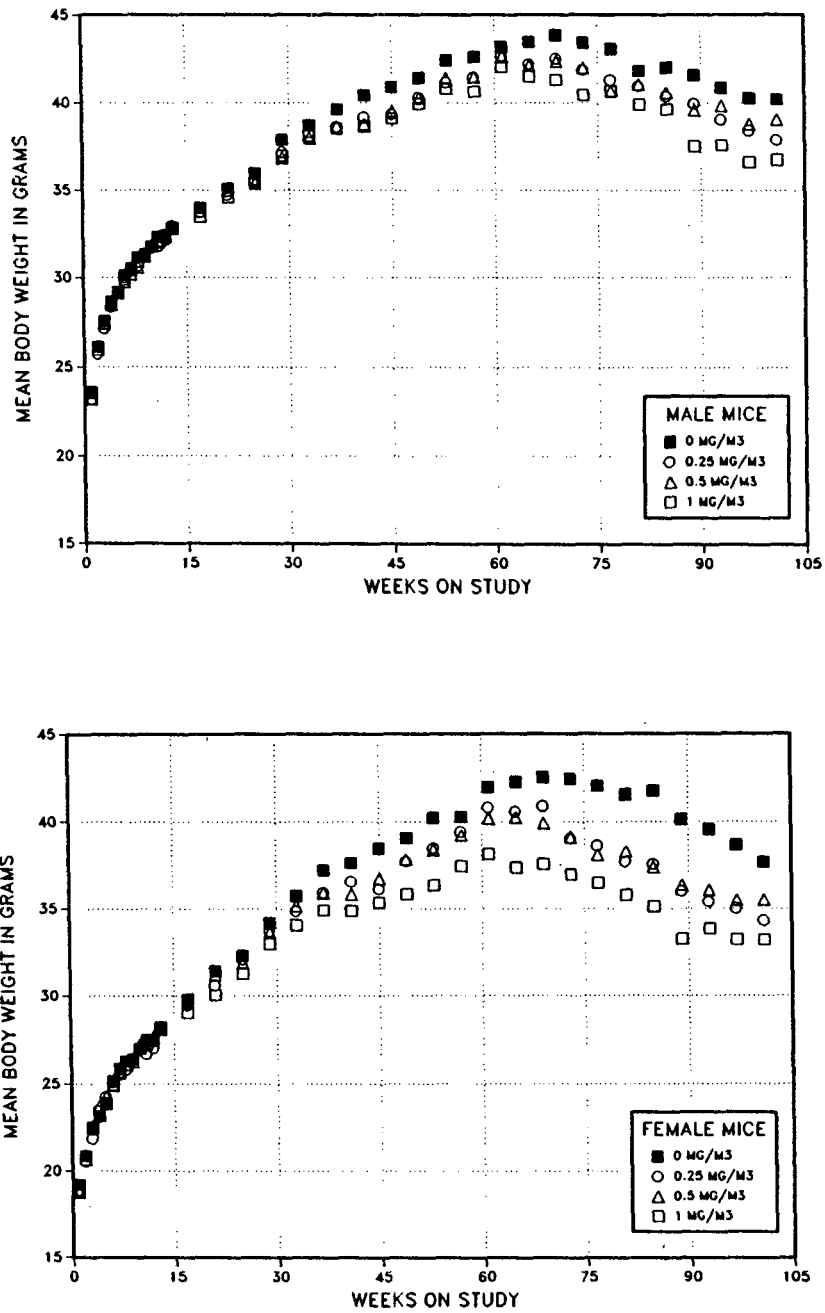 45
40
35
30
25
20
15
MEAN BODY WEIGHT IN GRAMS
MALE MICE
0 MG/M3
0.25 MG/M3
0.5 MG/M3
1 MG/M3
0 15 30 45 60 75 90 105
WEEKS ON STUDY
45
40
35
30
25
20
15
MEAN BODY WEIGHT IN GRAMS
FEMALE MICE
0 MG/M3
0.25 MG/M3
0.5 MG/M3
1 MG/M3
0 15 30 45 60 75 90 105
WEEKS ON STUDY